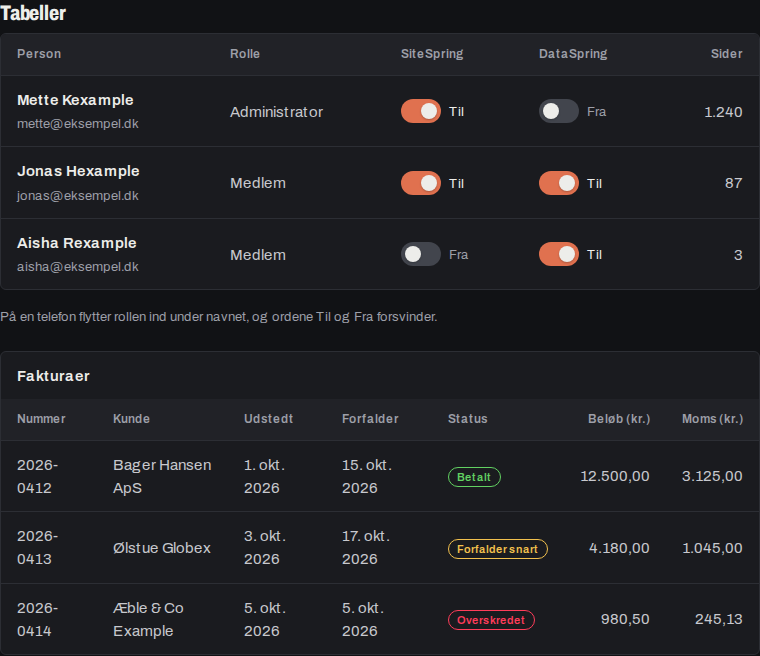 Tabeller
Person Rolle SiteSpring DataSpring Sider
Mette Kexample
mette@eksempel.dk
Administrator Til Fra 1.240
Jonas Hexample
jonas@eksempel.dk
Medlem Til Til 87
Aisha Rexample
aisha@eksempel.dk
Medlem Fra Til 3
På en telefon flytter rollen ind under navnet, og ordene Til og Fra forsvinder.
Fakturaer
Nummer Kunde Udstedt Forfalder Status Beløb (kr.) Moms (kr.)
2026- Bager Hansen 1. okt. 15. okt.
0412 ApS 2026 2026
Betalt 12.500,00 3.125,00
2026- 3. okt. 17. okt.
0413 2026 2026
Ølstue Globex Forfalder snart 4.180,00 1.045,00
2026- Æble & Co 5. okt. 5. okt.
0414 Example 2026 2026
Overskredet 980,50 245,13